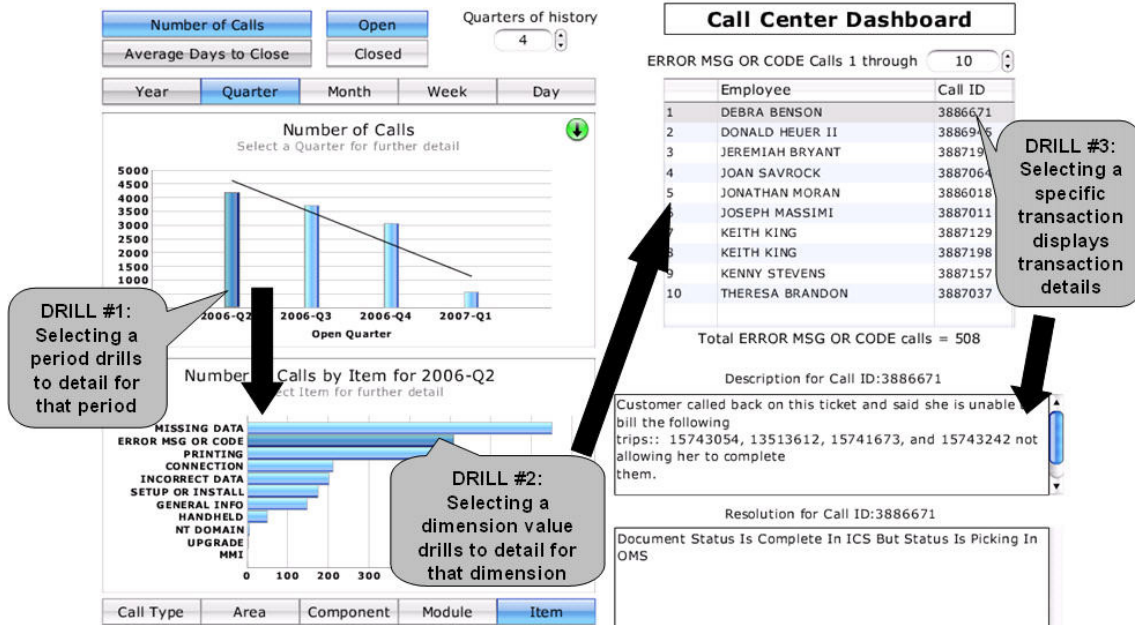 Number of Calls
Open
Quarters of history
4
Average Days to Close
Closed
Year
Quarter
Month
Week
Day
Number of Calls
Select a Quarter for further detail
5000
4500
4000
3500
3000
2500
2000
1500
1000
2006-Q2
2006-Q3
2006-Q4
2007-Q1
Open Quarter
DRILL #1:
Selecting a
period drills
to detail for
that period
Calls by Item for 2006-Q2
Item for further detail
MISSING DATA
ERROR MSG OR CODE
PRINTING
CONNECTION
INCORRECT DATA
SETUP OR INSTALL
GENERAL INFO
HANDHELD
NT DOMAIN
UPGRADE
MMI
0
100
200
300
DRILL #2:
Selecting a
dimension value
drills to detail for
that dimension
Call Type
Area
Component
Module
Item
Call Center Dashboard
ERROR MSG OR CODE Calls 1 through
10
Employee Call ID
1 DEBRA BENSON 3886671
2 DONALD HEUER II
3 JEREMIAH BRYANT
4 JOAN SAVROCK 3887064
5 JONATHAN MORAN 3886018
JOSEPH MASSIMI 3887011
KEITH KING 3887129
KEITH KING 3887198
9 KENNY STEVENS 3887157
10 THERESA BRANDON 3887037
DRILL #3:
Selecting a
specific
transaction
displays
transaction
details
Total ERROR MSG OR CODE calls = 508
Description for Call ID:3886671
Customer called back on this ticket and said she is unable
bill the following
trips:: 15743054, 13513612, 15741673, and 15743242 not
allowing her to complete
them.
Resolution for Call ID:3886671
Document Status Is Complete In ICS But Status Is Picking In
OMS